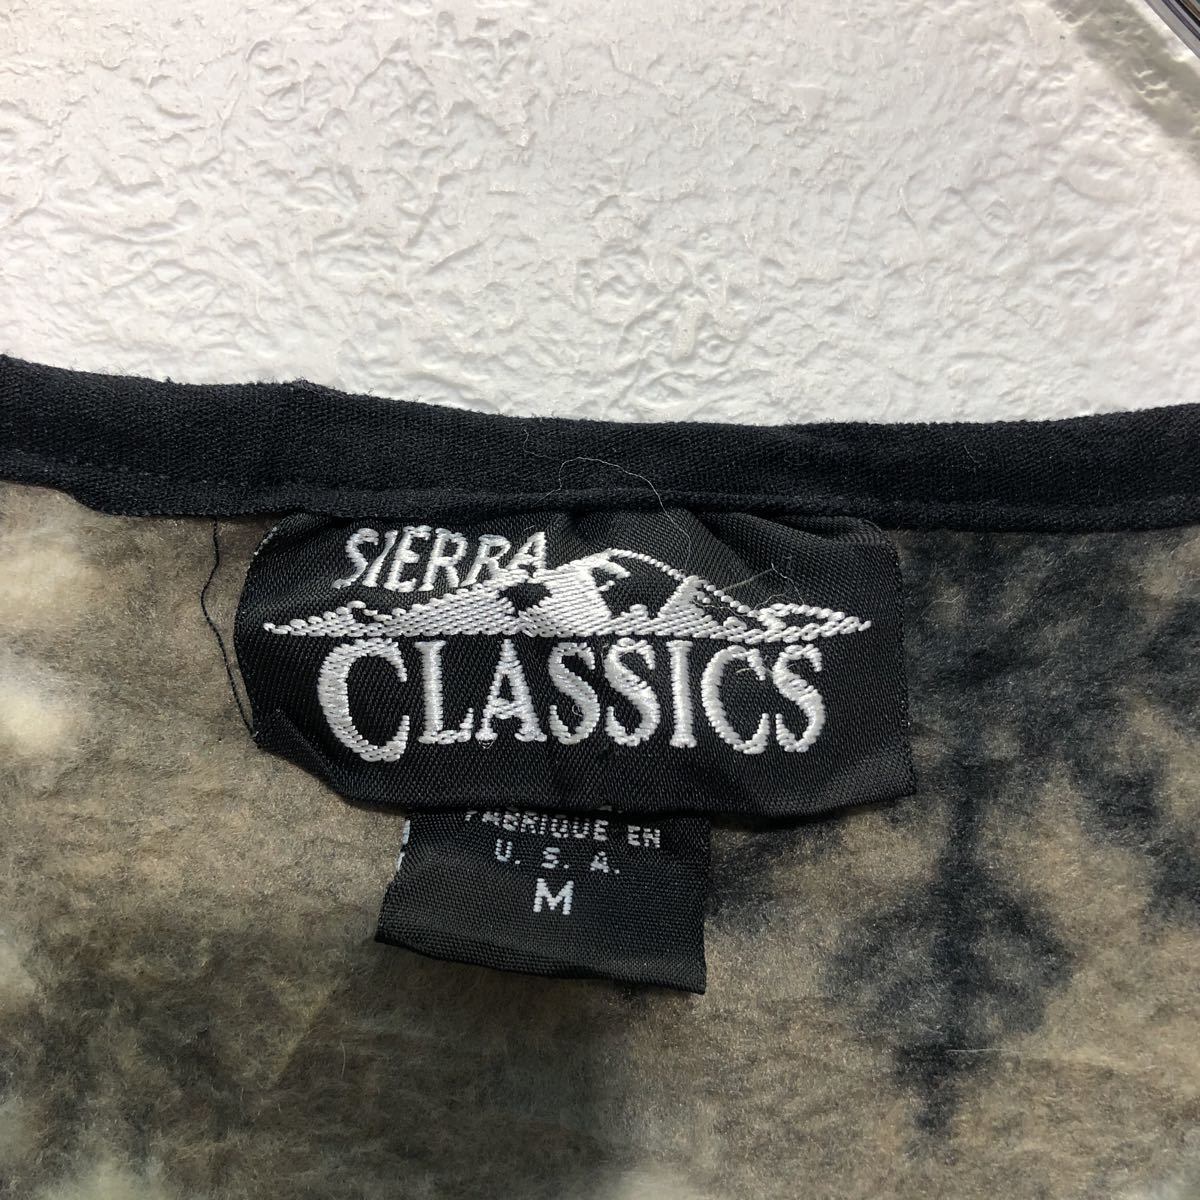 SIERRA
CLASSICS
FABRIQUE EN
U. S. A.
M